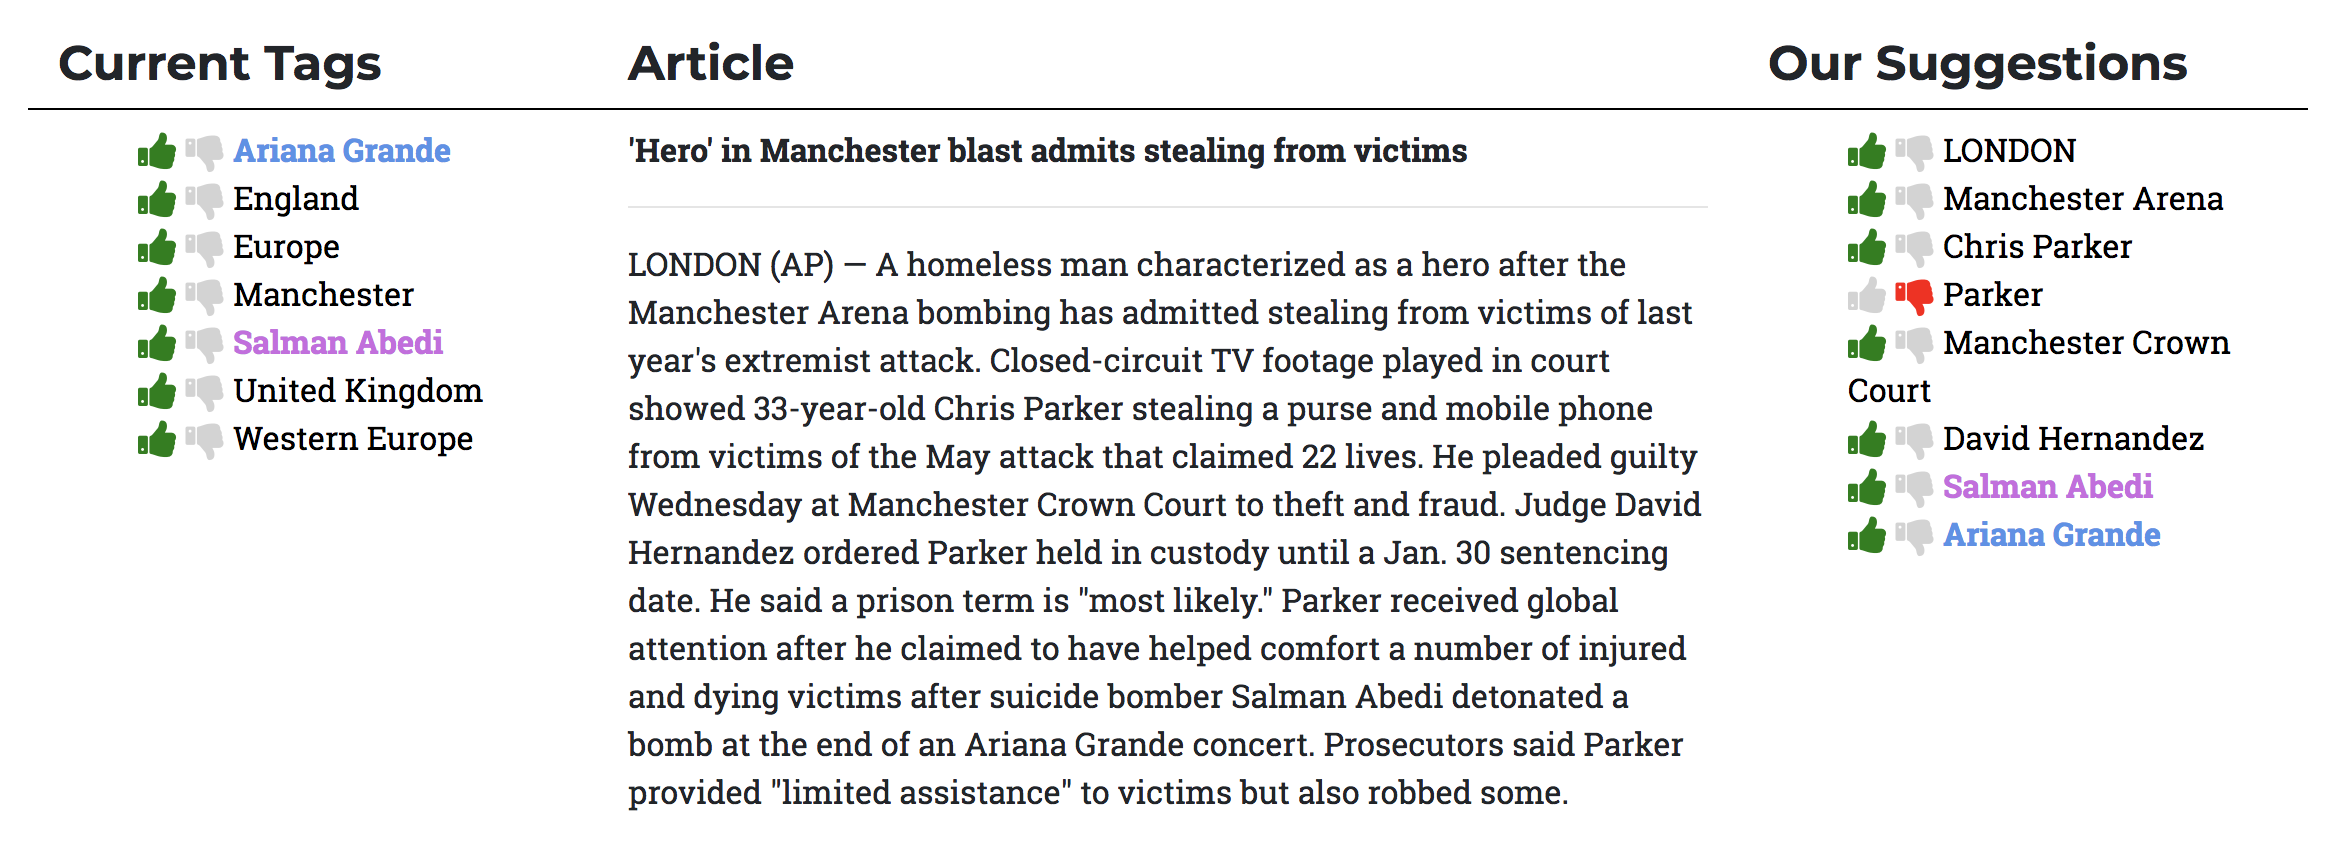 Current Tags
Article
Our Suggestions
Ariana Grande
England
Europe
Manchester
Salman Abedi
United Kingdom
Western Europe
'Hero' in Manchester blast admits stealing from victims
LONDON (AP) — A homeless man characterized as a hero after the
Manchester Arena bombing has admitted stealing from victims of last
year's extremist attack. Closed-circuit TV footage played in court
showed 33-year-old Chris Parker stealing a purse and mobile phone
from victims of the May attack that claimed 22 lives. He pleaded guilty
Wednesday at Manchester Crown Court to theft and fraud. Judge David
Hernandez ordered Parker held in custody until a Jan. 30 sentencing
date. He said a prison term is "most likely." Parker received global
attention after he claimed to have helped comfort a number of injured
and dying victims after suicide bomber Salman Abedi detonated a
bomb at the end of an Ariana Grande concert. Prosecutors said Parker
provided "limited assistance" to victims but also robbed some.
LONDON
Manchester Arena
Chris Parker
Parker
Manchester Crown
Court
David Hernandez
Salman Abedi
Ariana Grande